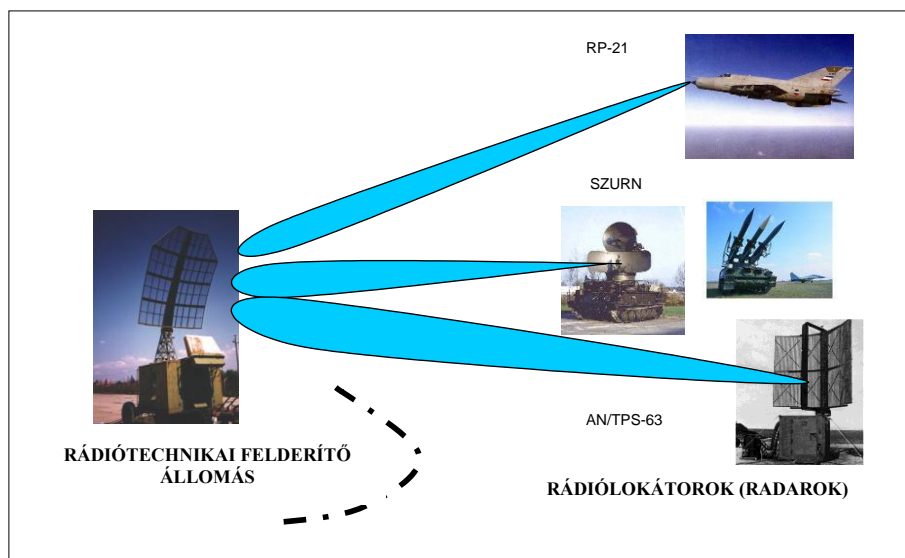 RP-21
SZURN
AN/TPS-63
RÁDIÓTECHNIKAI FELDERÍTŐ
ÁLLOMÁS
RÁDIÓLOKÁTOROK (RADAROK)